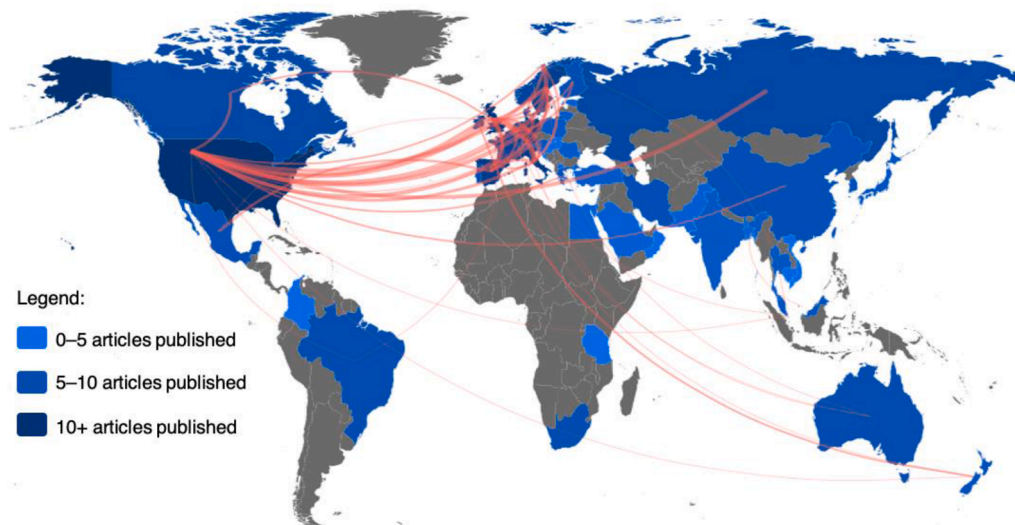 Legend:
0–5 articles published
5–10 articles published
10+ articles published